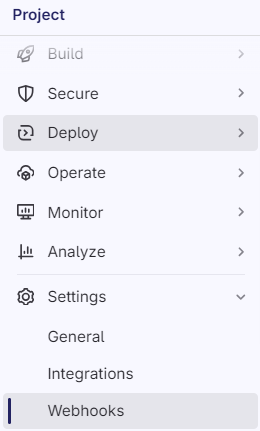 Project
Build
Secure
Deploy
Operate
Monitor
Analyze
Settings
General
Integrations
Webhooks